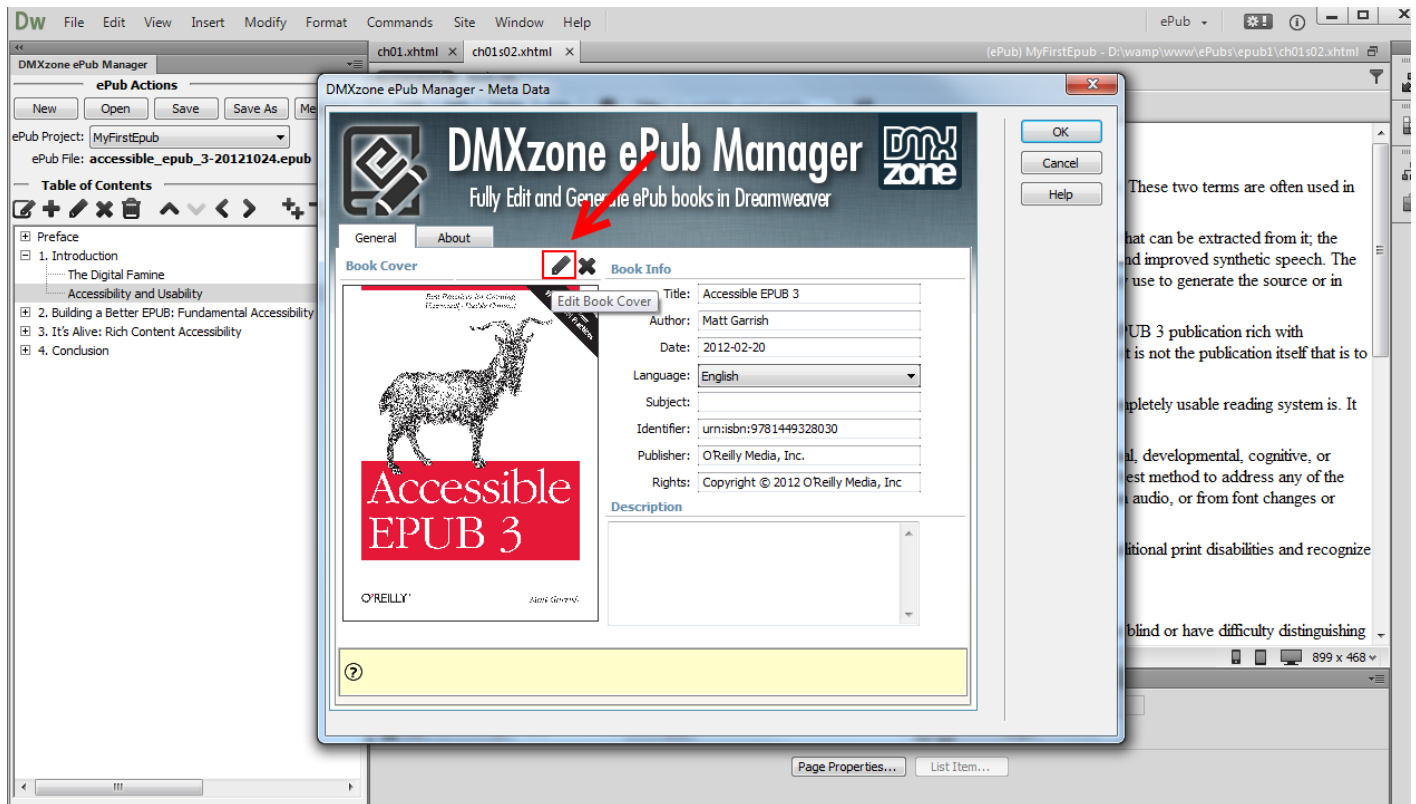 Dw File Edit View Insert Modify Format Commands Site Window Help ePub
DMXzone ePub Manager
ch01.xhtml × ch01s02.xhtml ×
(ePub) MyFirstEpub - D:\wamp\www\ePubs\epub1\ch01s02.xhtml
ePub Actions
New Open Save Save As Me
ePub Project: MyFirstEpub
ePub File: accessible_epub_3-20121024.epub
Table of Contents
Preface
1. Introduction
The Digital Famine
Accessibility and Usability
2. Building a Better EPUB: Fundamental Accessibility
3. It's Alive: Rich Content Accessibility
4. Conclusion
DMXzone ePub Manager - Meta Data
DMXzone ePub Manager
DMX
zone
Fully Edit and Generate ePub books in Dreamweaver
OK
Cancel
Help
General About
Book Cover
Edit Book Cover
Accessible
EPUB 3
O'REILLY'
Matt Garrish
Book Info
Title: Accessible EPUB 3
Author: Matt Garrish
Date: 2012-02-20
Language: English
Subject:
Identifier: urn:isbn:9781449328030
Publisher: O'Reilly Media, Inc.
Rights: Copyright © 2012 O'Reilly Media, Inc
Description
These two terms are often used in
hat can be extracted from it; the
nd improved synthetic speech. The
use to generate the source or in
UB 3 publication rich with
t is not the publication itself that is to
mpletely usable reading system is. It
al, developmental, cognitive, or
est method to address any of the
audio, or from font changes or
litional print disabilities and recognize
blind or have difficulty distinguishing
899 x 468
Page Properties... List Item...